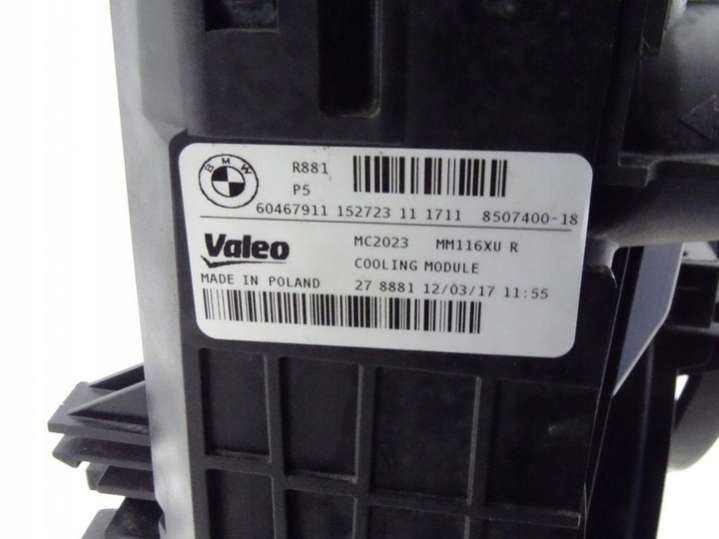 BMW
R881
P5
60467911 152723 11 1711 8507400-18
Valeo
MC2023 MM116XU R
COOLING MODULE
MADE IN POLAND
27 8881 12/03/17 11:55